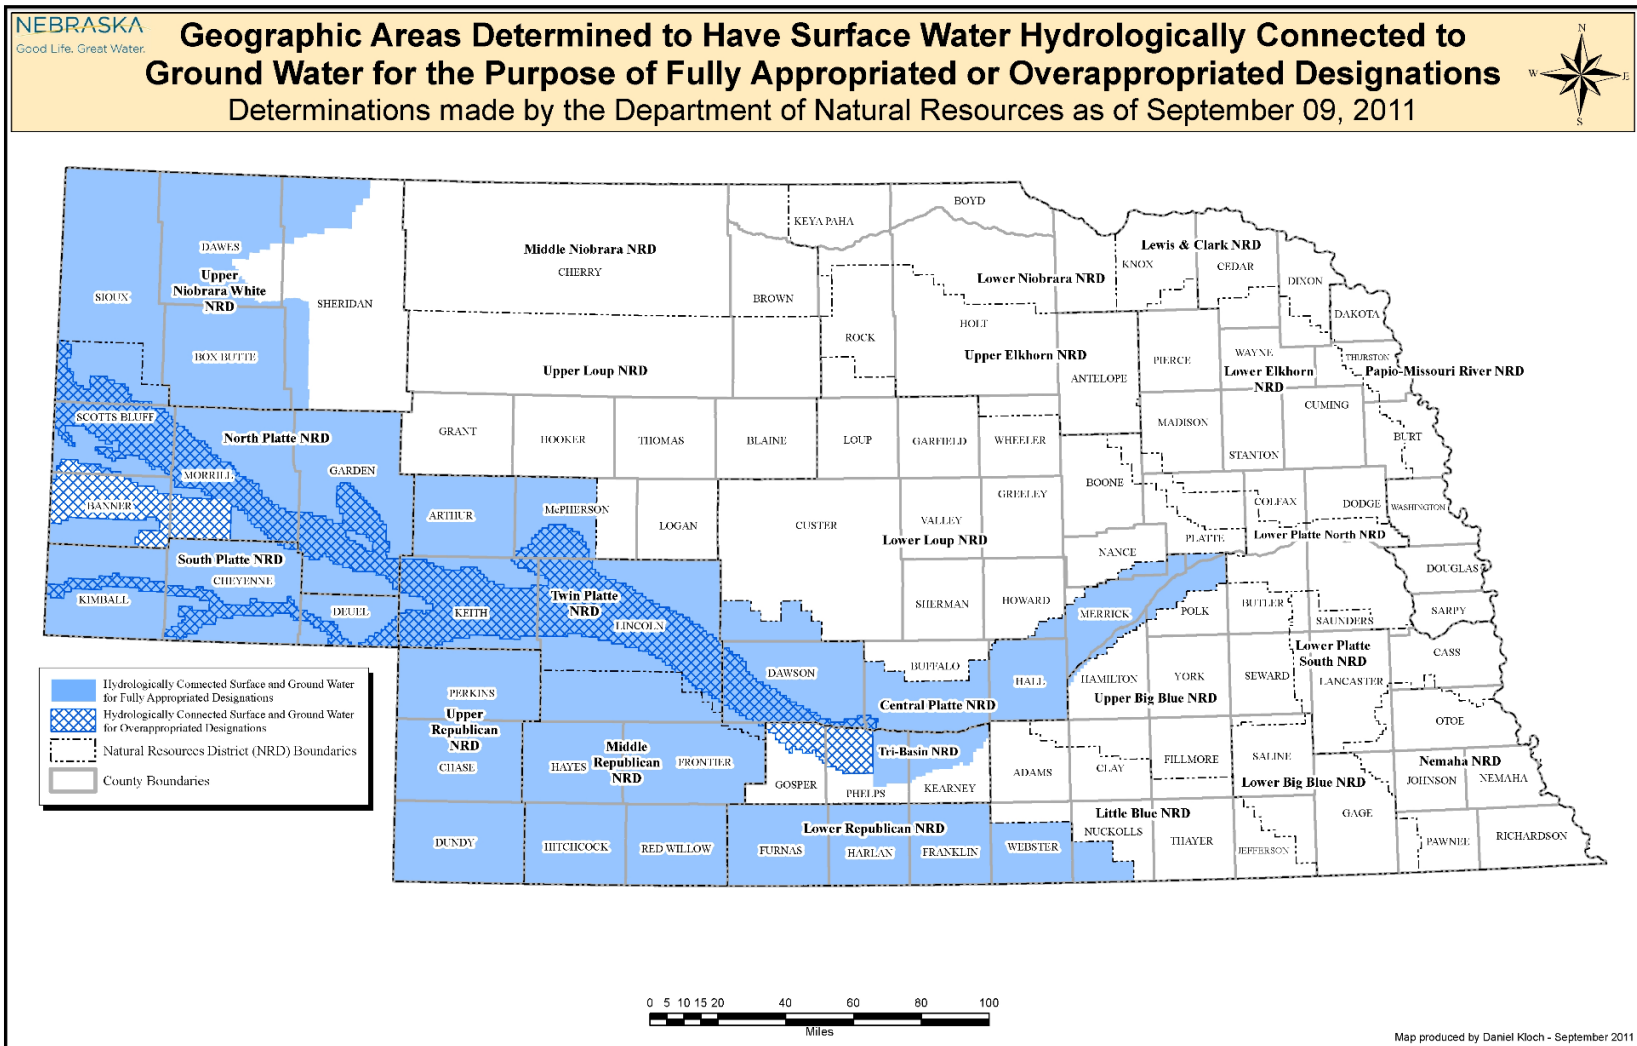 NEBRASKA
Good Life. Great Water.
Geographic Areas Determined to Have Surface Water Hydrologically Connected to
Ground Water for the Purpose of Fully Appropriated or Overappropriated Designations
Determinations made by the Department of Natural Resources as of September 09, 2011
N
W
E
S
BOYD
KEYA PAHA
DAWES
Middle Niobrara NRD
CHERRY
Lewis & Clark NRD
KNOX
CEDAR
Upper
Niobrara White
NRD
Lower Niobrara NRD
DIXON
SIOUX
SHERIDAN
BROWN
DAKOTA
HOLT
ROCK
BOX BUTTE
Upper Elkhorn NRD
PIERCE
WAYNE
THURSTON
Upper Loup NRD
ANTELOPE
Lower Elkhorn
NRD
Papio-Missouri River NRD
SCOTTS BLUFF
CUMING
North Platte NRD
GRANT
HOOKER
THOMAS
BLAINE
LOUP
GARFIELD
WHEELER
MADISON
BURT
STANTON
MORRILL
GARDEN
BOONE
GREELEY
BANNER
ARTHUR
McPHERSON
LOGAN
CUSTER
VALLEY
COLFAX
DODGE
WASHINGTON
Lower Loup NRD
PLATTE
Lower Platte North NRD
NANCE
South Platte NRD
CHEYENNE
DOUGLAS
KIMBALL
DEUEL
KEITH
Twin Platte
NRD
LINCOLN
SHERMAN
HOWARD
MERRICK
POLK
BUTLER
SAUNDERS
SARPY
Lower Platte
South NRD
CASS
DAWSON
BUFFALO
HALL
HAMILTON
YORK
SEWARD
LANCASTER
PERKINS
Central Platte NRD
Upper Big Blue NRD
OTOE
Upper
Republican
NRD
Middle
Republican
NRD
Tri-Basin NRD
CHASE
HAYES
FRONTIER
GOSPER
PHELPS
KEARNEY
ADAMS
CLAY
FILLMORE
SALINE
Nemaha NRD
JOHNSON
NEMAHA
Lower Big Blue NRD
GAGE
Little Blue NRD
NUCKOLLS
THAYER
JEFFERSON
PAWNEE
RICHARDSON
DUNDY
HITCHCOCK
RED WILLOW
Lower Republican NRD
FURNAS
HARLAN
FRANKLIN
WEBSTER
Hydrologically Connected Surface and Ground Water
for Fully Appropriated Designations
Hydrologically Connected Surface and Ground Water
for Overappropriated Designations
Natural Resources District (NRD) Boundaries
County Boundaries
0 5 10 15 20 40 60 80 100
Miles
Map produced by Daniel Kloch - September 2011